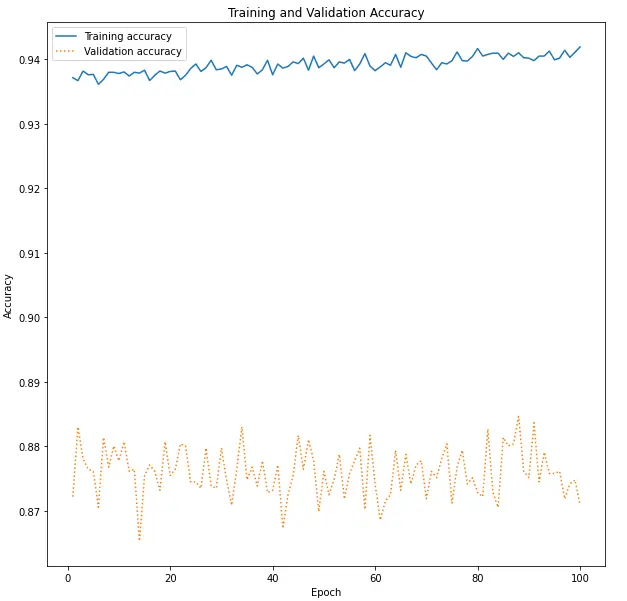 Training and Validation Accuracy
Training accuracy
Validation accuracy
0.94
0.93
0.92
0.91
0.90
0.89
0.88
0.87
Accuracy
0 20 40 60 80 100
Epoch